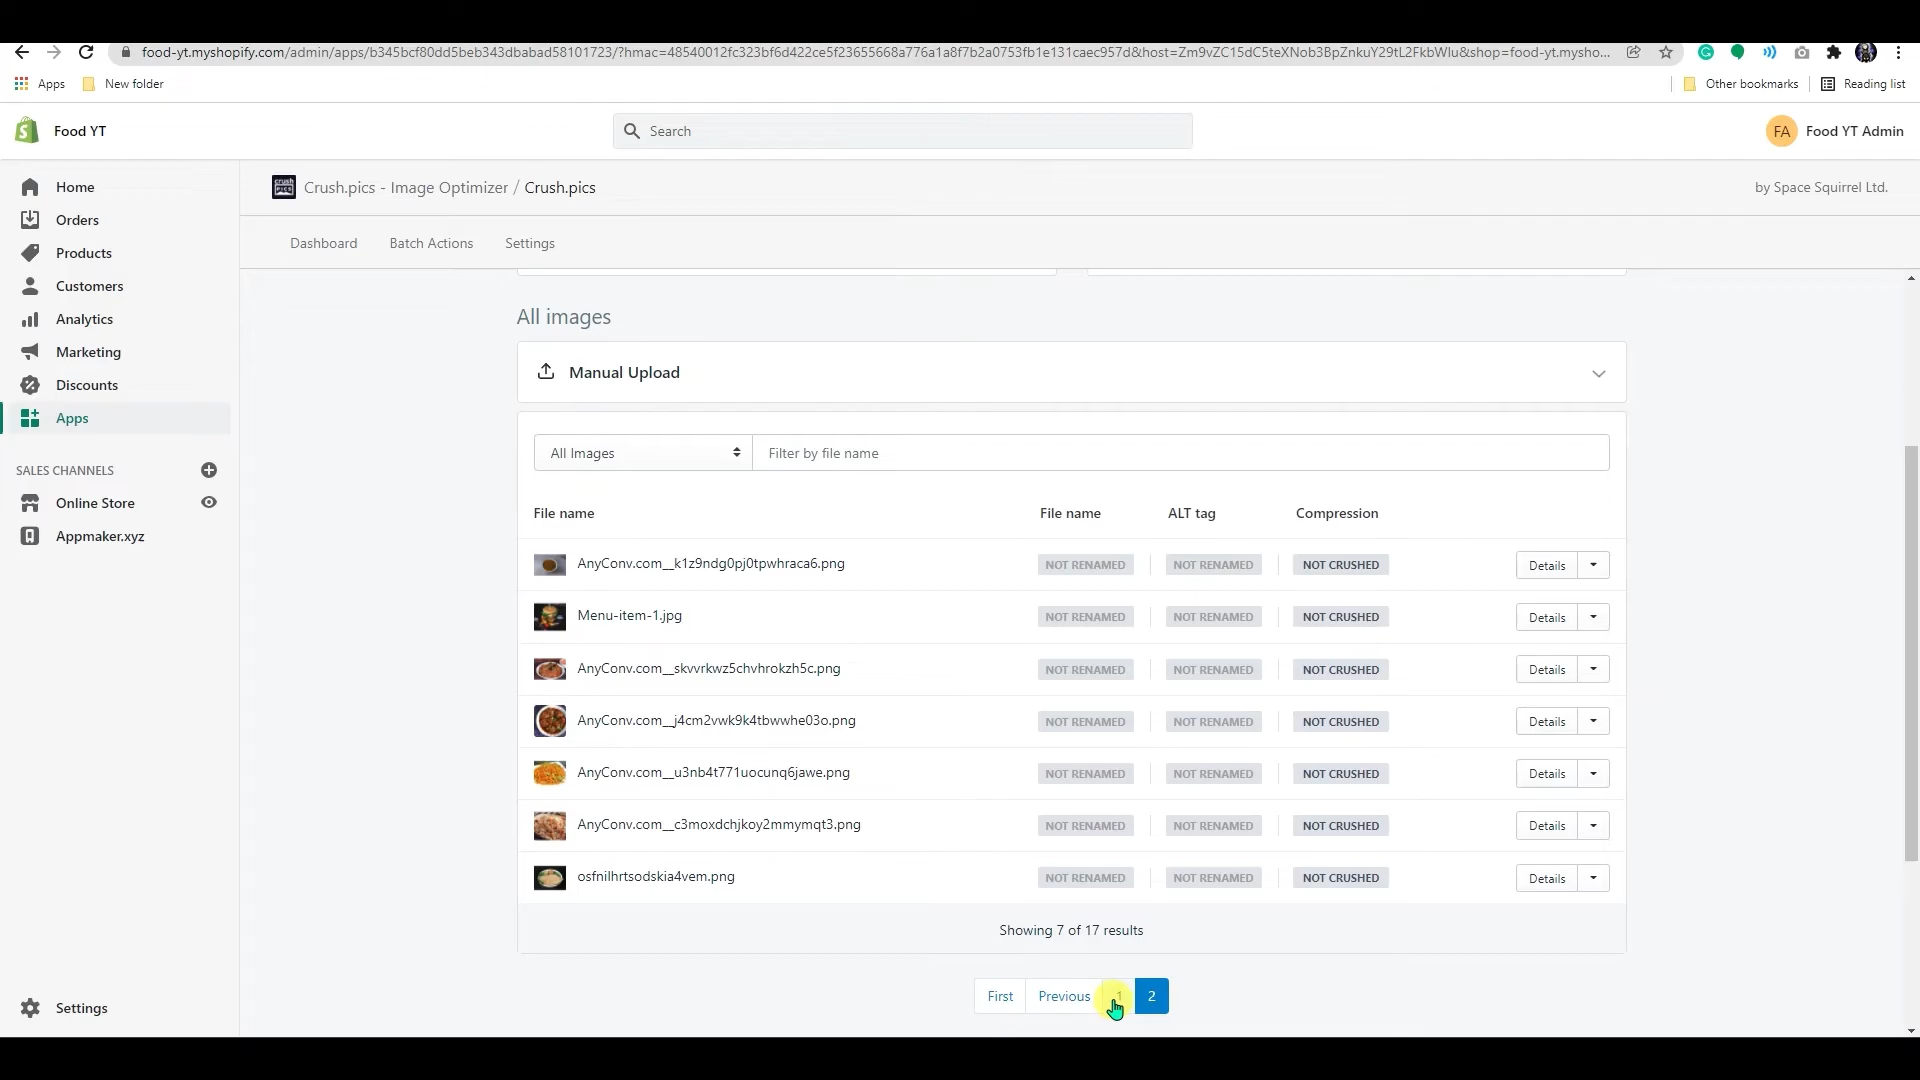 food-yt.myshopify.com/admin/apps/b345bcf80dd5beb343dbabad58101723/?hmac=48540012fc323bf6d422ce5f23655668a776a1a8f7b2a0753fb1e131caec957d&host=Zm9vZC15dC5teXNob3BpZnkuY29tL2FkbWlu&shop=food-yt.mysho...
Apps New folder Other bookmarks Reading list
Food YT Search FA Food YT Admin
Home
Orders
Products
Customers
Analytics
Marketing
Discounts
Apps
SALES CHANNELS
Online Store
Appmaker.xyz
Settings
crush PICS Crush.pics - Image Optimizer / Crush.pics by Space Squirrel Ltd.
Dashboard Batch Actions Settings
All images
Manual Upload
All Images Filter by file name
File name File name ALT tag Compression
AnyConv.com__k1z9ndg0pj0tpwhraca6.png NOT RENAMED NOT RENAMED NOT CRUSHED Details
Menu-item-1.jpg NOT RENAMED NOT RENAMED NOT CRUSHED Details
AnyConv.com__skvvrkwz5chvhrokzh5c.png NOT RENAMED NOT RENAMED NOT CRUSHED Details
AnyConv.com__j4cm2vwk9k4tbwwhe03o.png NOT RENAMED NOT RENAMED NOT CRUSHED Details
AnyConv.com__u3nb4t771uocunq6jawe.png NOT RENAMED NOT RENAMED NOT CRUSHED Details
AnyConv.com__c3moxdchjkoy2mmymqt3.png NOT RENAMED NOT RENAMED NOT CRUSHED Details
osfnilhrtsodskia4vem.png NOT RENAMED NOT RENAMED NOT CRUSHED Details
Showing 7 of 17 results
First Previous 1 2